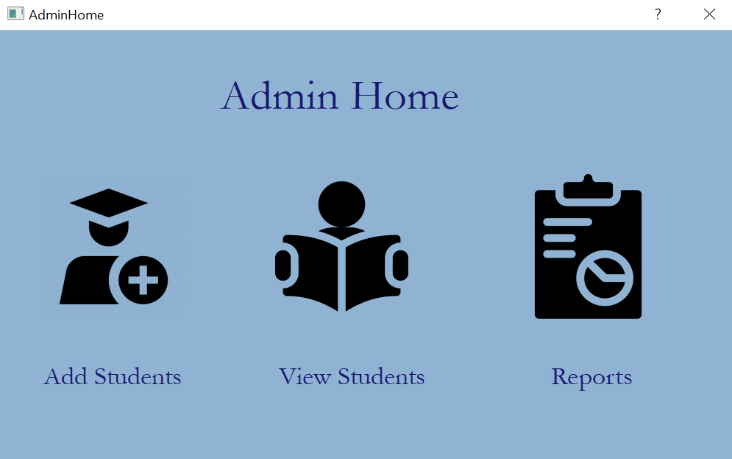 AdminHome
?
Admin Home
Add Students
View Students
Reports